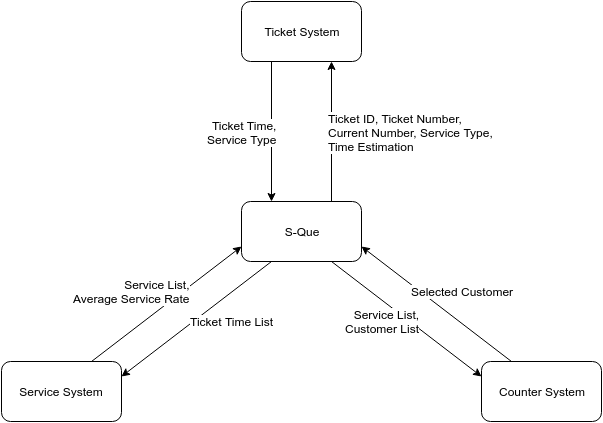 Ticket System
Ticket Time,
Service Type
Ticket ID, Ticket Number,
Current Number, Service Type,
Time Estimation
S-Que
Service List,
Average Service Rate
Ticket Time List
Selected Customer
Service List,
Customer List
Service System
Counter System